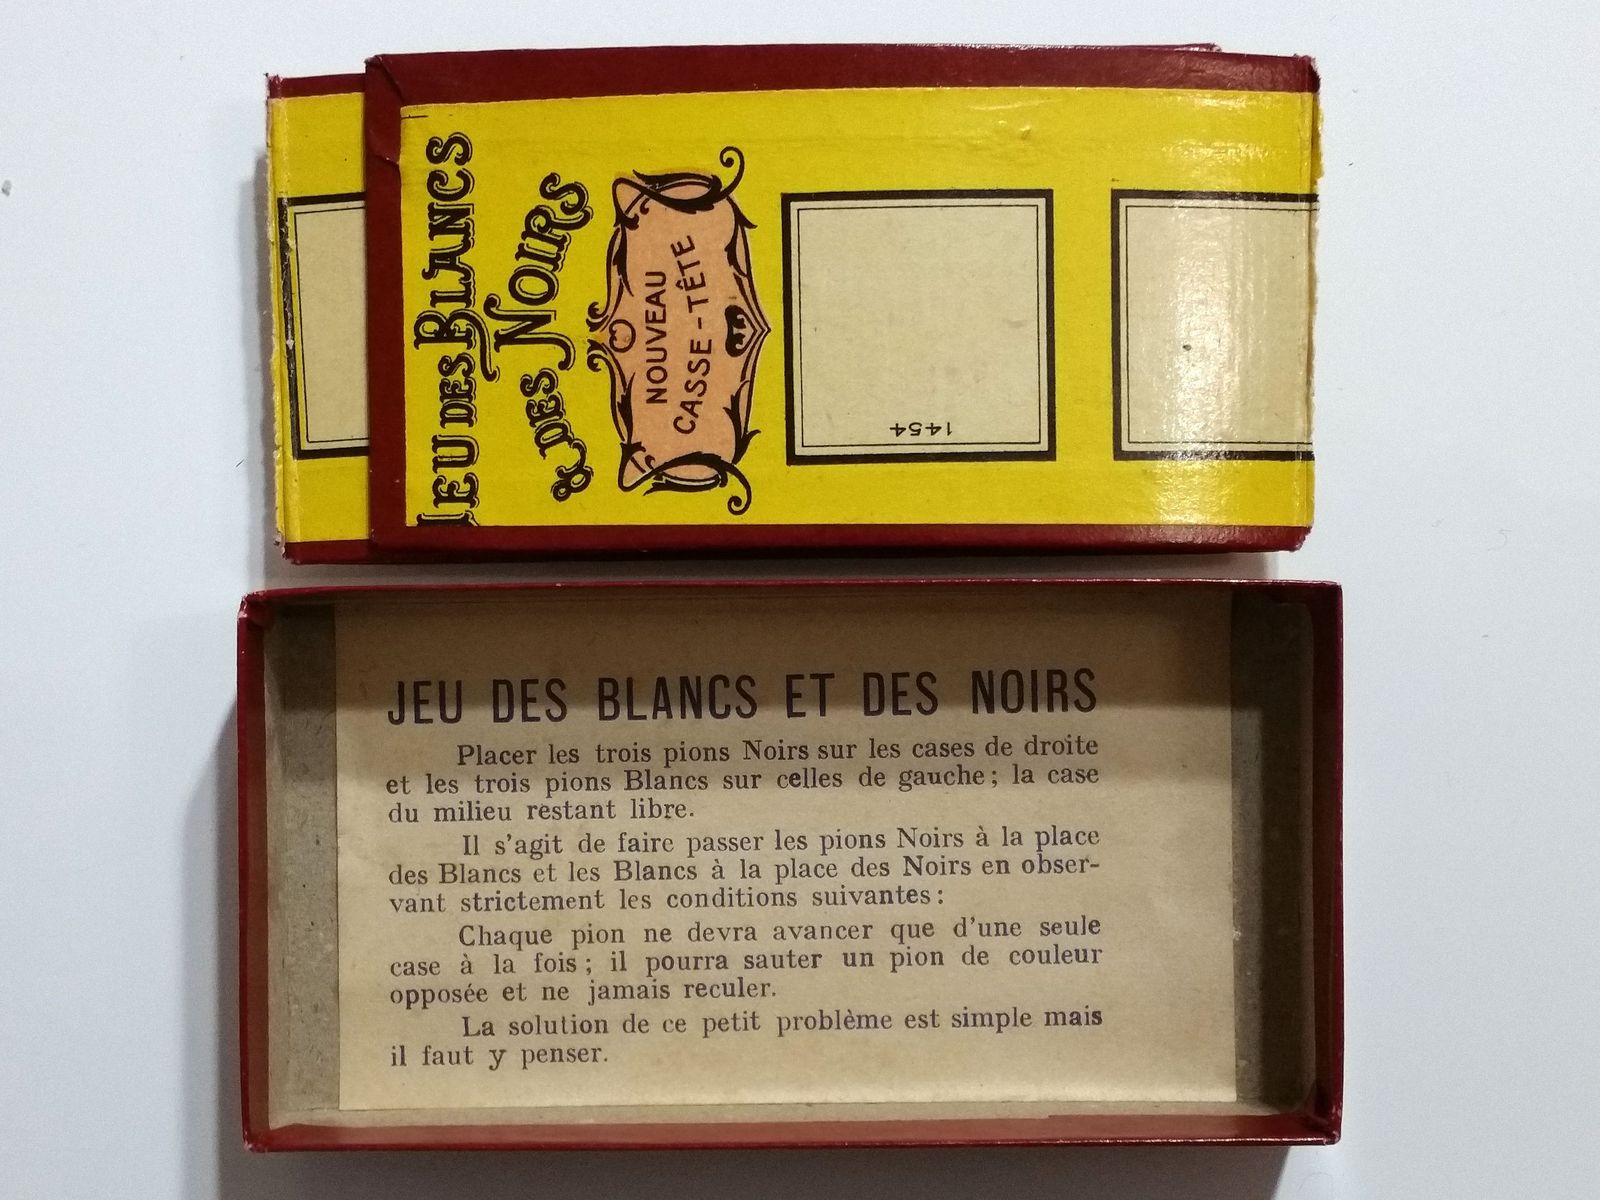 JEU DES BLANCS
& DES NOIRS
NOUVEAU
CASSE-TÊTE
1454
JEU DES BLANCS ET DES NOIRS
Placer les trois pions Noirs sur les cases de droite
et les trois pions Blancs sur celles de gauche ; la case
du milieu restant libre.
Il s'agit de faire passer les pions Noirs à la place
des Blancs et les Blancs à la place des Noirs en obser-
vant strictement les conditions suivantes :
Chaque pion ne devra avancer que d'une seule
case à la fois ; il pourra sauter un pion de couleur
opposée et ne jamais reculer.
La solution de ce petit problème est simple mais
il faut y penser.